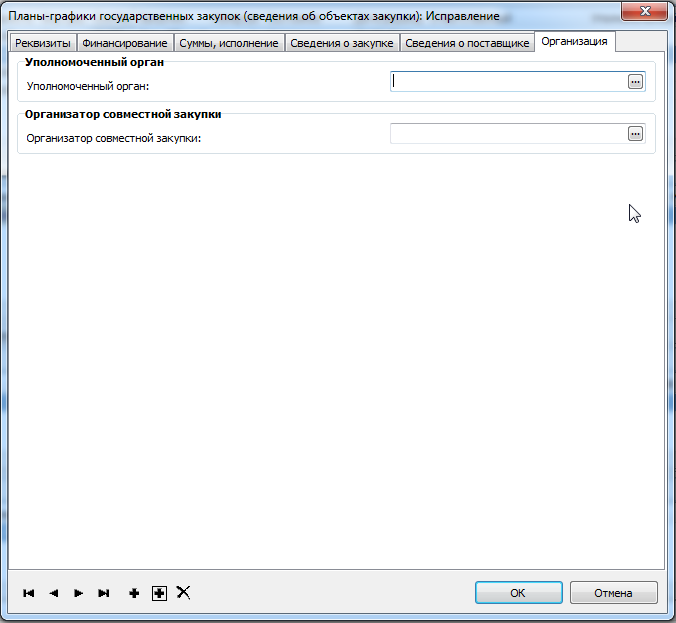 Планы-графики государственных закупок (сведения об объектах закупки): Исправление
Реквизиты Финансирование Суммы, исполнение Сведения о закупке Сведения о поставщике Организация
Уполномоченный орган
Уполномоченный орган:
Организатор совместной закупки
Организатор совместной закупки:
ОК Отмена